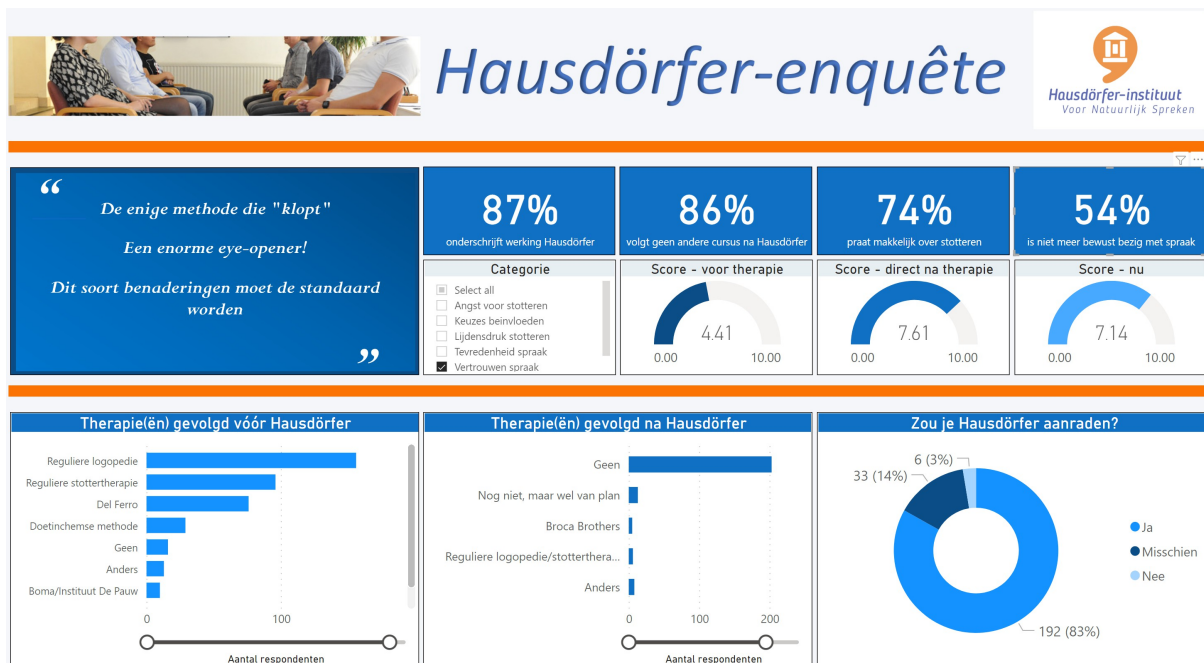 Hausdörfer-enquête
Hausdörfer-instituut
Voor Natuurlijk Spreken
“
De enige methode die "klopt"
Een enorme eye-opener!
Dit soort benaderingen moet de standaard
worden
”
87%
onderschrijft werking Hausdörfer
86%
volgt geen andere cursus na Hausdörfer
74%
praat makkelijk over stotteren
54%
is niet meer bewust bezig met spraak
Categorie
Select all
Angst voor stotteren
Keuzes beinvloeden
Lijdensdruk stotteren
Tevredenheid spraak
Vertrouwen spraak
Score - voor therapie
4.41
0.00 10.00
Score - direct na therapie
7.61
0.00 10.00
Score - nu
7.14
0.00 10.00
Therapie(ën) gevolgd vóór Hausdörfer
Reguliere logopedie
Reguliere stottertherapie
Del Ferro
Doetinchemse methode
Geen
Anders
Boma/Instituut De Pauw
0 100
Aantal respondenten
Therapie(ën) gevolgd na Hausdörfer
Geen
Nog niet, maar wel van plan
Broca Brothers
Reguliere logopedie/stotterthera...
Anders
0 100 200
Aantal respondenten
Zou je Hausdörfer aanraden?
6 (3%)
33 (14%)
192 (83%)
Ja
Misschien
Nee